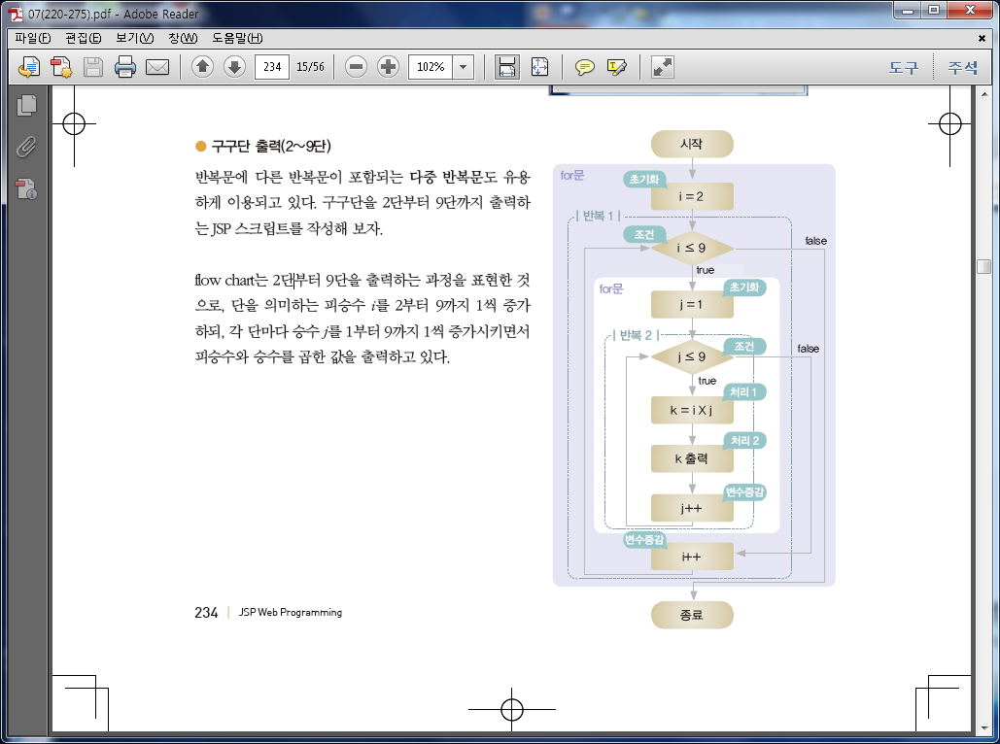 07(220-275).pdf - Adobe Reader
파일(F) 편집(E) 보기(V) 창(W) 도움말(H)
234 15/56 102% 도구 주석
구구단 출력(2~9단)
반복문에 다른 반복문이 포함되는 다중 반복문도 유용
하게 이용되고 있다. 구구단을 2단부터 9단까지 출력하
는 JSP 스크립트를 작성해 보자.
flow chart는 2단부터 9단을 출력하는 과정을 표현한 것
으로, 단을 의미하는 피승수 i를 2부터 9까지 1씩 증가
하되, 각 단마다 승수 j를 1부터 9까지 1씩 증가시키면서
피승수와 승수를 곱한 값을 출력하고 있다.
시작
for문
초기화
i = 2
반복 1
조건
i ≤ 9
false
true
for문
초기화
j = 1
반복 2
조건
j ≤ 9
false
true
처리 1
k = i X j
처리 2
k 출력
변수증감
j++
변수증감
i++
종료
234 | JSP Web Programming